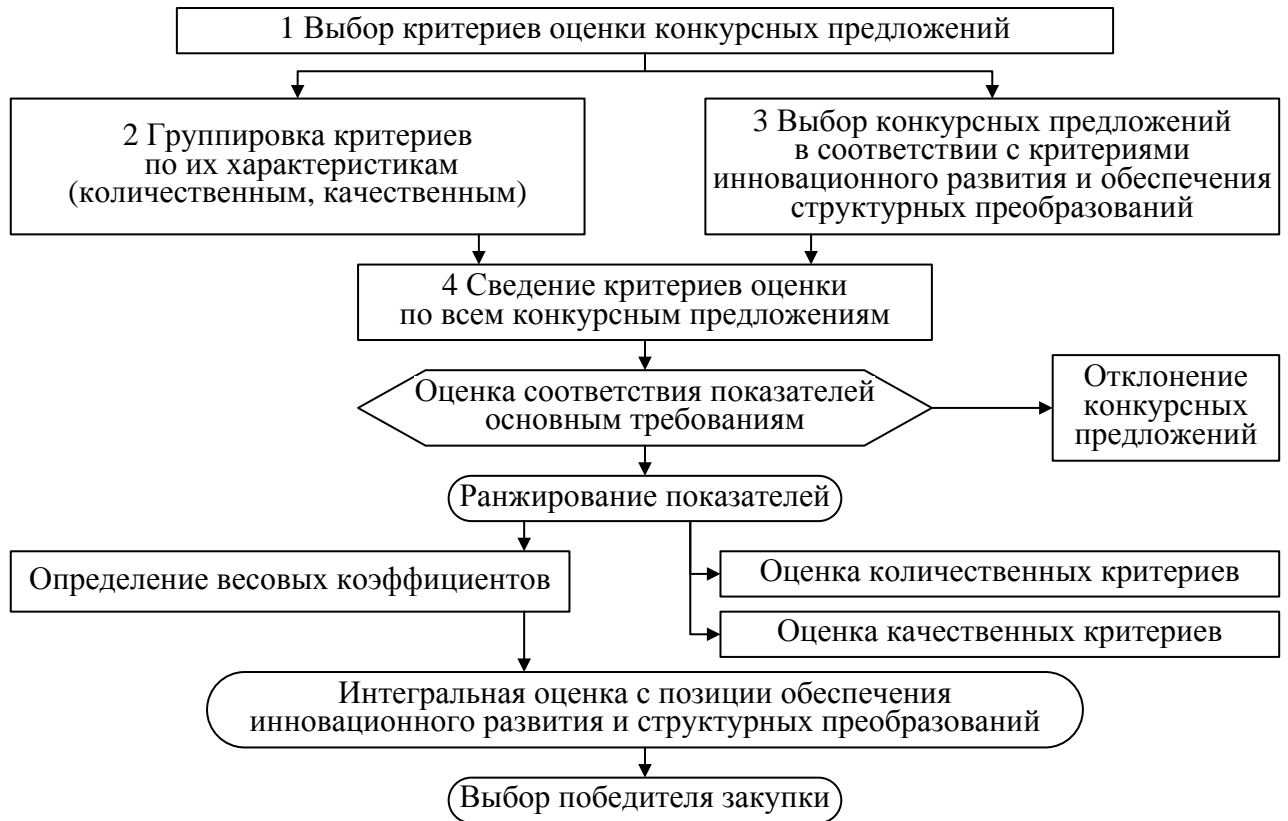 1 Выбор критериев оценки конкурсных предложений
2 Группировка критериев
по их характеристикам
(количественным, качественным)
3 Выбор конкурсных предложений
в соответствии с критериями
инновационного развития и обеспечения
структурных преобразований
4 Сведение критериев оценки
по всем конкурсным предложениям
Оценка соответствия показателей
основным требованиям
Отклонение
конкурсных
предложений
Ранжирование показателей
Определение весовых коэффициентов
Оценка количественных критериев
Оценка качественных критериев
Интегральная оценка с позиции обеспечения
инновационного развития и структурных преобразований
Выбор победителя закупки